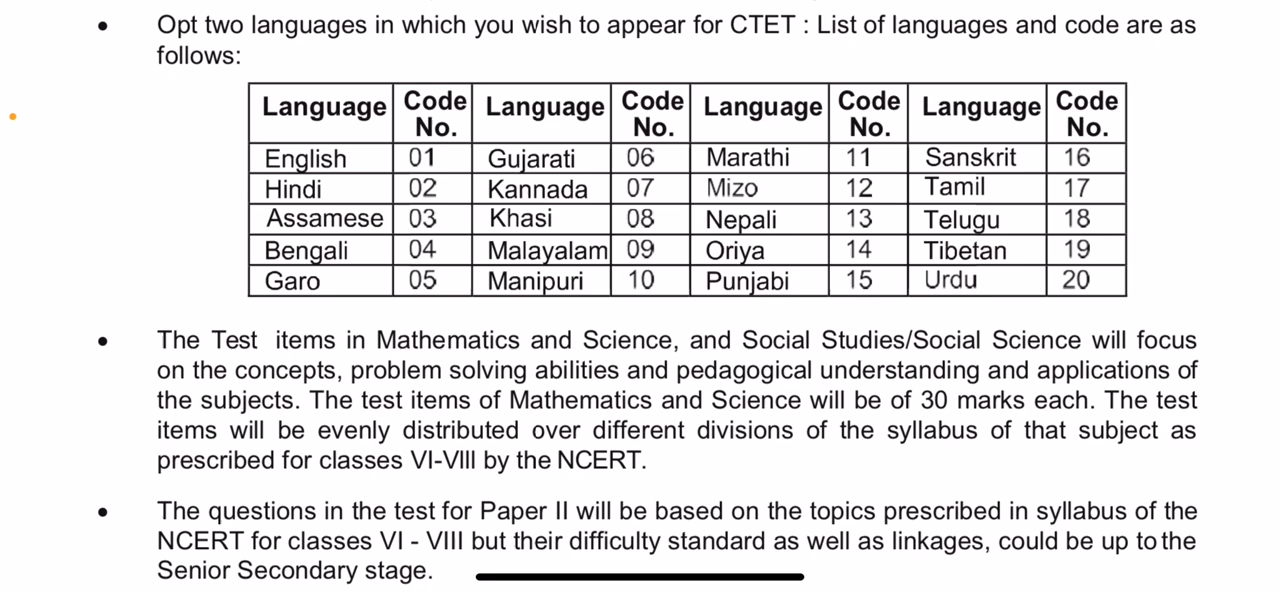 • Opt two languages in which you wish to appear for CTET : List of languages and code are as
follows:
Language Code No. Language Code No. Language Code No. Language Code No.
English 01 Gujarati 06 Marathi 11 Sanskrit 16
Hindi 02 Kannada 07 Mizo 12 Tamil 17
Assamese 03 Khasi 08 Nepali 13 Telugu 18
Bengali 04 Malayalam 09 Oriya 14 Tibetan 19
Garo 05 Manipuri 10 Punjabi 15 Urdu 20
• The Test items in Mathematics and Science, and Social Studies/Social Science will focus
on the concepts, problem solving abilities and pedagogical understanding and applications of
the subjects. The test items of Mathematics and Science will be of 30 marks each. The test
items will be evenly distributed over different divisions of the syllabus of that subject as
prescribed for classes VI-VIII by the NCERT.
• The questions in the test for Paper II will be based on the topics prescribed in syllabus of the
NCERT for classes VI - VIII but their difficulty standard as well as linkages, could be up to the
Senior Secondary stage.